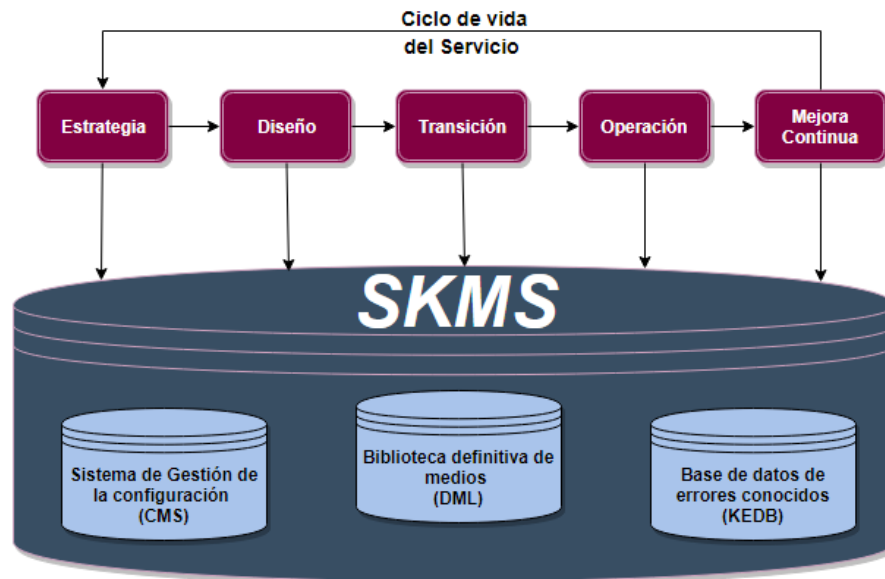 Ciclo de vida
del Servicio
Estrategia
Diseño
Transición
Operación
Mejora
Continua
SKMS
Sistema de Gestión de
la configuración
(CMS)
Biblioteca definitiva de
medios
(DML)
Base de datos de
errores conocidos
(KEDB)